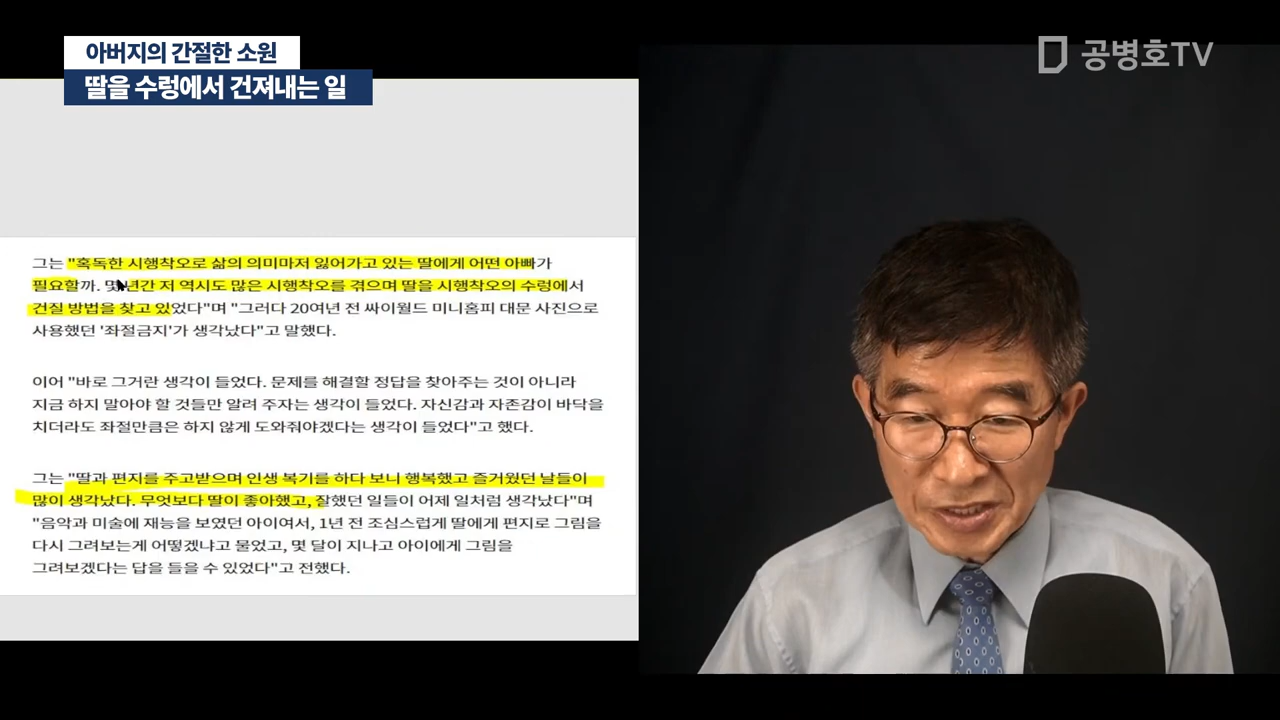 아버지의 간절한 소원
딸을 수렁에서 건져내는 일
공병호TV
그는 "혹독한 시행착오로 삶의 의미마저 잃어가고 있는 딸에게 어떤 아빠가
필요할까. 몇 년간 저 역시도 많은 시행착오를 겪으며 딸을 시행착오의 수렁에서
건질 방법을 찾고 있었다"며 "그러다 20여년 전 싸이월드 미니홈피 대문 사진으로
사용했던 '좌절금지'가 생각났다"고 말했다.
이어 "바로 그거란 생각이 들었다. 문제를 해결할 정답을 찾아주는 것이 아니라
지금 하지 말아야 할 것들만 알려 주자는 생각이 들었다. 자신감과 자존감이 바닥을
치더라도 좌절만큼은 하지 않게 도와줘야겠다는 생각이 들었다"고 했다.
그는 "딸과 편지를 주고받으며 인생 복기를 하다 보니 행복했고 즐거웠던 날들이
많이 생각났다. 무엇보다 딸이 좋아했고, 잘했던 일들이 어제 일처럼 생각났다"며
"음악과 미술에 재능을 보였던 아이여서, 1년 전 조심스럽게 딸에게 편지로 그림을
다시 그려보는게 어떻겠냐고 물었고, 몇 달이 지나고 아이에게 그림을
그려보겠다는 답을 들을 수 있었다"고 전했다.